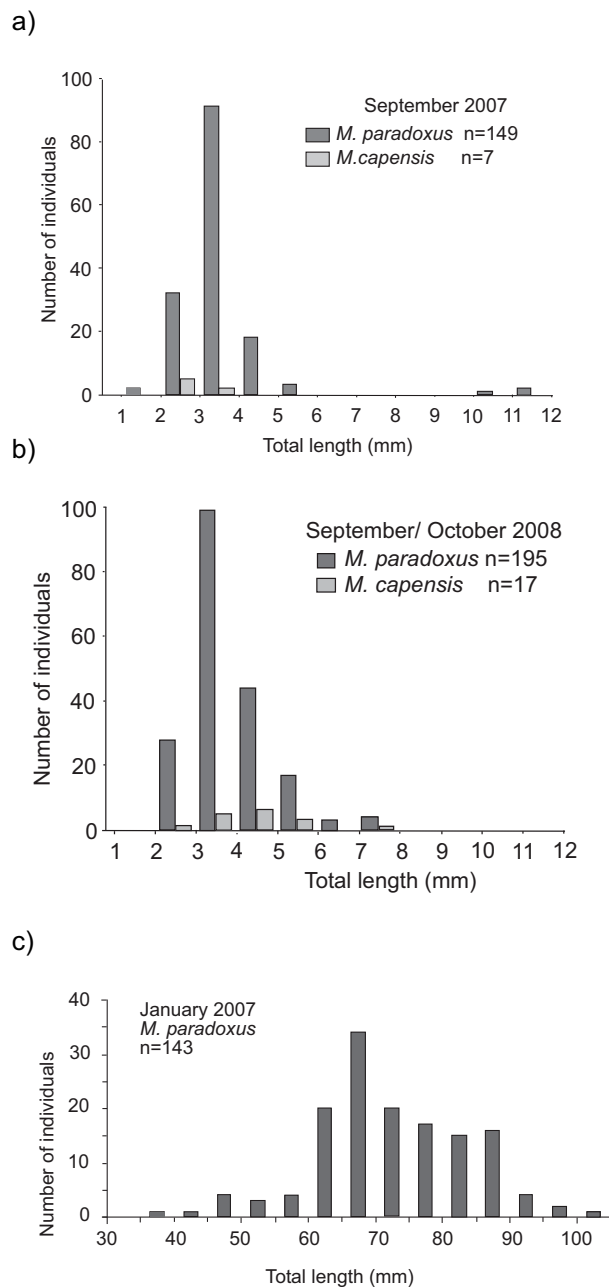 a)
100
80
60
40
20
0
Number of individuals
September 2007
M. paradoxus n=149
M.capensis n=7
1 2 3 4 5 6 7 8 9 10 11 12
Total length (mm)
b)
100
80
60
40
20
0
Number of individuals
September/ October 2008
M. paradoxus n=195
M. capensis n=17
1 2 3 4 5 6 7 8 9 10 11 12
Total length (mm)
c)
40
30
20
10
0
Number of individuals
January 2007
M. paradoxus
n=143
30 40 50 60 70 80 90 100
Total length (mm)